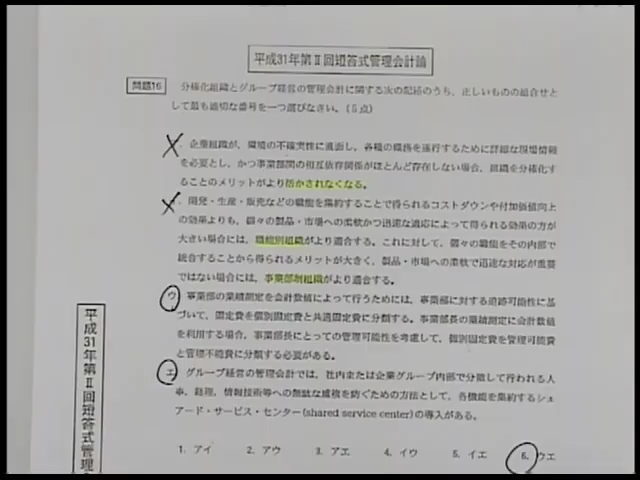 平成31年第Ⅱ回短答式管理会計論
問題16 分権化組織とグループ経営の管理会計に関する次の記述のうち、正しいものの組合せと
して最も適切な番号を一つ選びなさい。(5点)
企業組織が、環境の不確実性に直面し、各種の職務を遂行するために詳細な現場情報
を必要とし、かつ事業部間の相互依存関係がほとんど存在しない場合、組織を分権化す
ることのメリットがより活かされなくなる。
開発・生産・販売などの職能を集約することで得られるコストダウンや付加価値向上
の効果よりも、個々の製品・市場への柔軟かつ迅速な適応によって得られる効果の方が
大きい場合には、職能別組織がより適合する。これに対して、個々の職能をその内部で
統合することから得られるメリットが大きく、製品・市場への柔軟で迅速な対応が重要
ではない場合には、事業部制組織がより適合する。
ウ 事業部の業績測定を会計数値によって行うためには、事業部に対する追跡可能性に基
づいて、固定費を個別固定費と共通固定費に分類する。事業部長の業績測定に会計数値
を利用する場合、事業部長にとっての管理可能性を考慮して、個別固定費を管理可能費
と管理不能費に分類する必要がある。
エ グループ経営の管理会計では、社内または企業グループ内部で分散して行われる人
事、経理、情報技術等への無駄な重複を防ぐための方法として、各機能を集約するシェ
アード・サービス・センター(shared service center)の導入がある。
1. アイ 2. アウ 3. アエ 4. イウ 5. イエ 6. ウエ
平成31年第Ⅱ回短答式管理